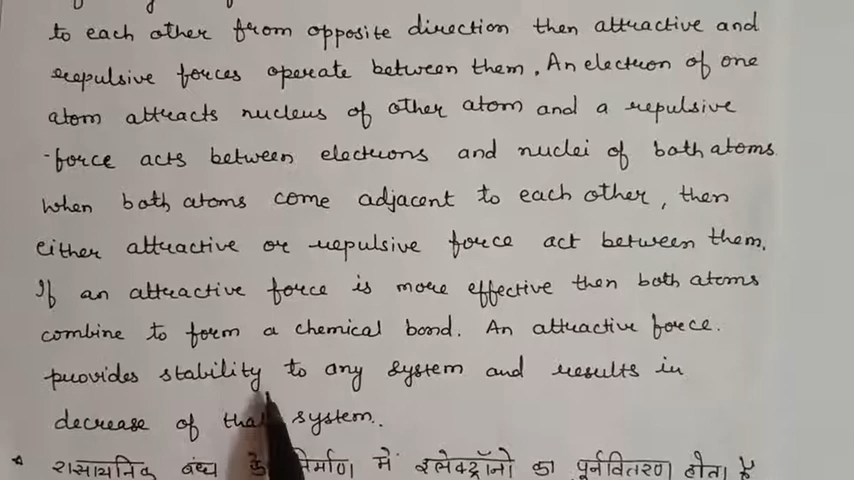 to each other from opposite direction then attractive and
repulsive forces operate between them. An electron of one
atom attracts nucleus of other atom and a repulsive
force acts between electrons and nuclei of both atoms
When both atoms come adjacent to each other, then
either attractive or repulsive force act between them.
If an attractive force is more effective then both atoms
combine to form a chemical bond. An attractive force.
provides stability to any system and results in
decrease of that system.
* रासायनिक बंध के निर्माण में इलेक्ट्रॉनो का पूर्नवितरण होता है